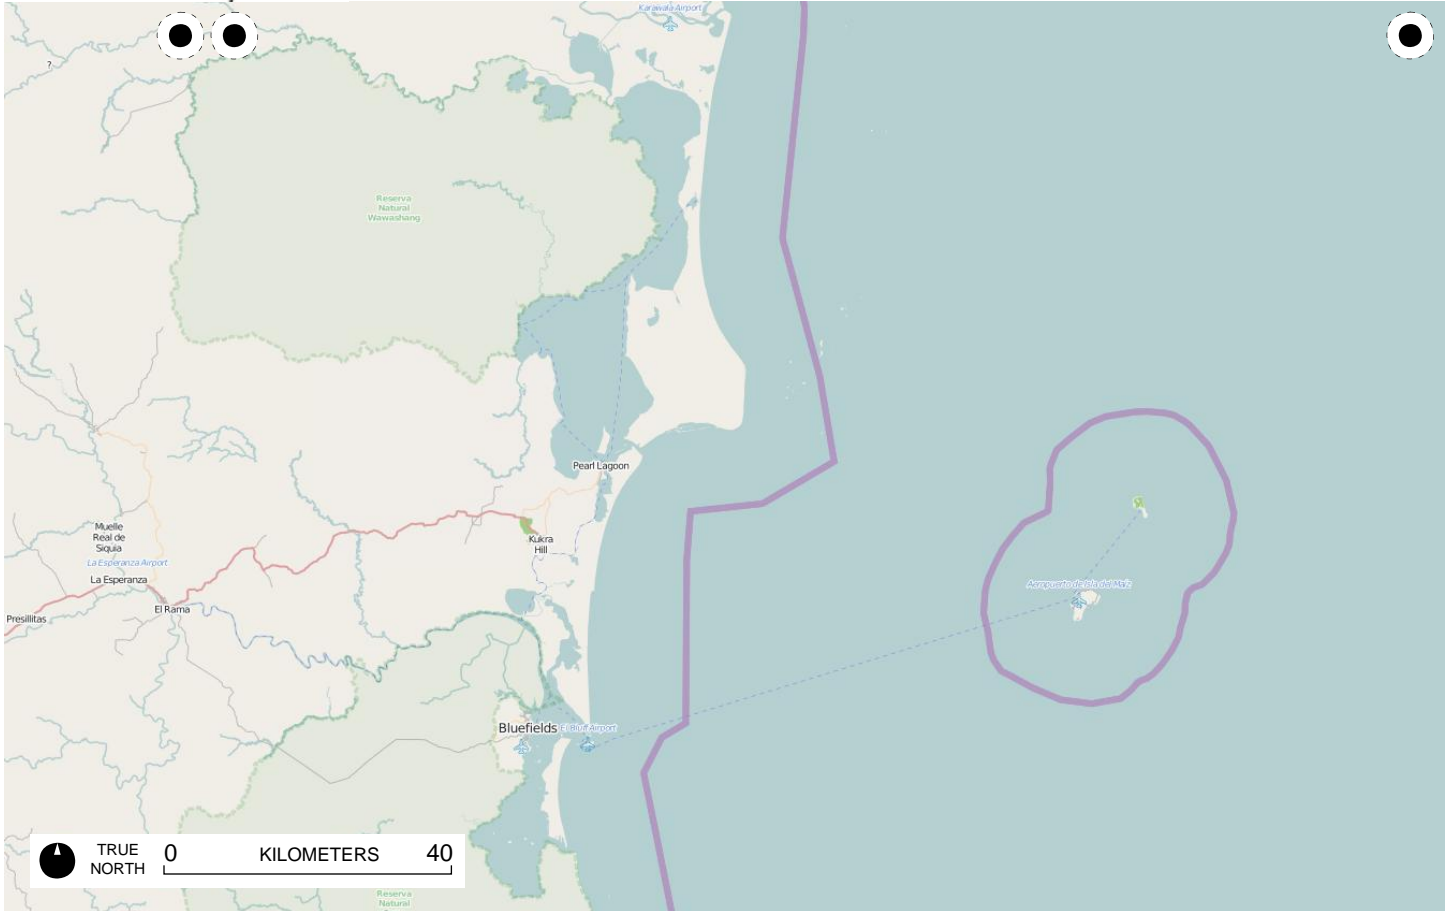 Karawala Airport
?
Reserva
Natural
Wawashang
Pearl Lagoon
Muelle
Real de
Siquia
La Esperanza Airport
La Esperanza
Kukra
Hill
Presillitas
El Rama
Aeropuerto de Isla del Maíz
Bluefields
El Bluff Airport
TRUE
NORTH
0 KILOMETERS 40
Reserva
Natural